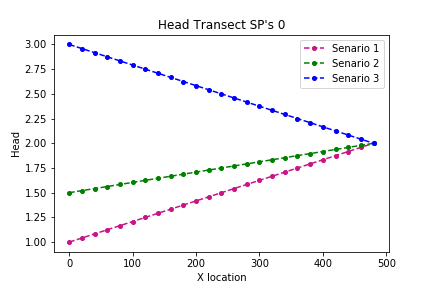 Head Transect SP's 0
3.00
2.75
2.50
2.25
2.00
1.75
1.50
1.25
1.00
Head
Senario 1
Senario 2
Senario 3
0 100 200 300 400 500
X location